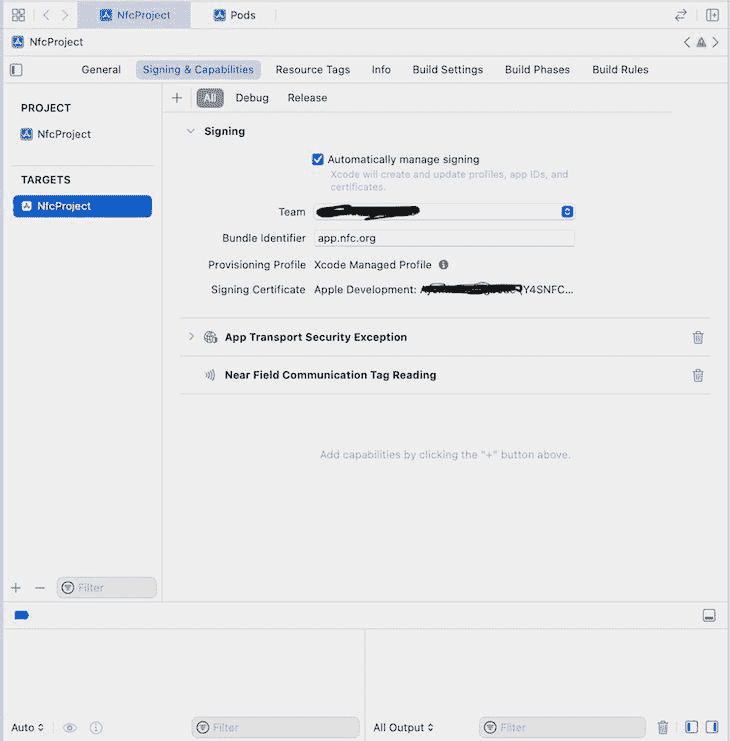 NfcProject
Pods
NfcProject
General Signing & Capabilities Resource Tags Info Build Settings Build Phases Build Rules
PROJECT
NfcProject
TARGETS
NfcProject
+ All Debug Release
Signing
Automatically manage signing
Xcode will create and update profiles, app IDs, and
certificates.
Team
Bundle Identifier app.nfc.org
Provisioning Profile Xcode Managed Profile
Signing Certificate Apple Development: Y4SNFC...
App Transport Security Exception
Near Field Communication Tag Reading
Add capabilities by clicking the "+" button above.
+ − Filter
Auto Filter All Output Filter